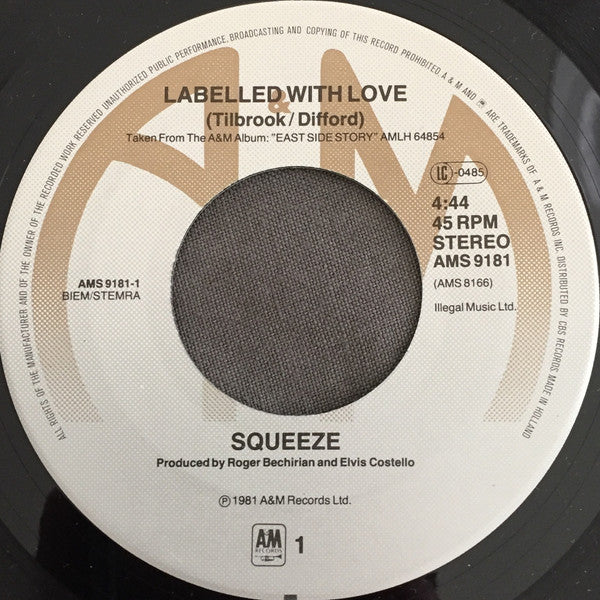 ALL RIGHTS OF THE MANUFACTURER AND OF THE OWNER OF THE RECORDED WORK RESERVED UNAUTHORIZED PUBLIC PERFORMANCE, BROADCASTING AND COPYING OF THIS RECORD PROHIBITED A & M AND ARE TRADEMARKS OF A & M RECORDS INC. DISTRIBUTED BY CBS RECORDS MADE IN HOLLAND
LABELLED WITH LOVE
(Tilbrook/Difford)
Taken From The A&M Album: "EAST SIDE STORY" AMLH 64854
LC-0485
4:44
45 RPM
STEREO
AMS 9181
(AMS 8166)
Illegal Music Ltd.
AMS 9181-1
BIEM/STEMRA
A&M
SQUEEZE
Produced by Roger Bechirian and Elvis Costello
℗ 1981 A&M Records Ltd.
A&M
RECORDS
1